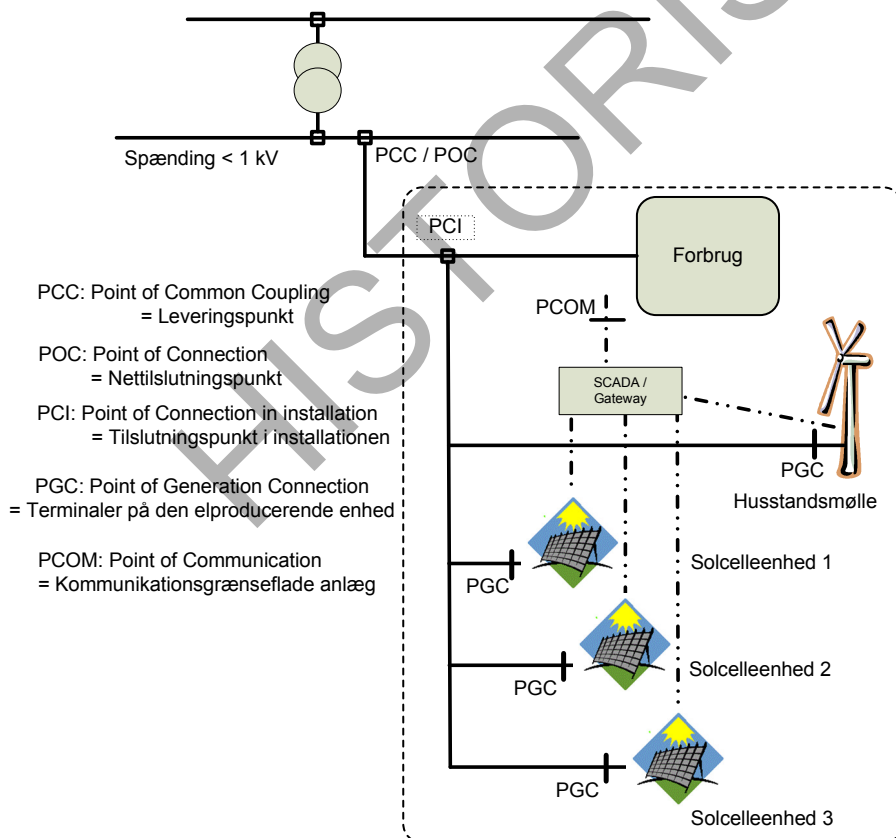 Spænding < 1 kV
PCC / POC
PCI
Forbrug
PCC: Point of Common Coupling
= Leveringspunkt
POC: Point of Connection
= Nettilslutningspunkt
PCI: Point of Connection in installation
= Tilslutningspunkt i installationen
PGC: Point of Generation Connection
= Terminaler på den elproducerende enhed
PCOM: Point of Communication
= Kommunikationsgrænseflade anlæg
PCOM
SCADA /
Gateway
PGC
Husstandsmølle
Solcelleenhed 1
PGC
Solcelleenhed 2
PGC
PGC
Solcelleenhed 3
HISTORIS